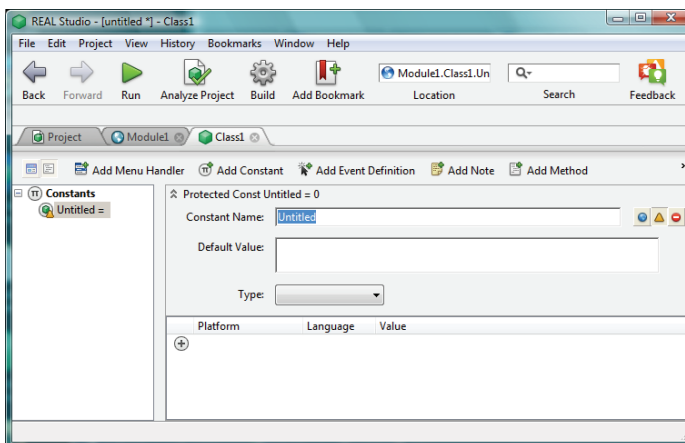 REAL Studio - [untitled *] - Class1
File Edit Project View History Bookmarks Window Help
Module1.Class1.Un
Back Forward Run Analyze Project Build Add Bookmark Location Search Feedback
Project Module1 Class1
Add Menu Handler Add Constant Add Event Definition Add Note Add Method
Constants
Untitled =
Protected Const Untitled = 0
Constant Name: Untitled
Default Value:
Type:
Platform Language Value